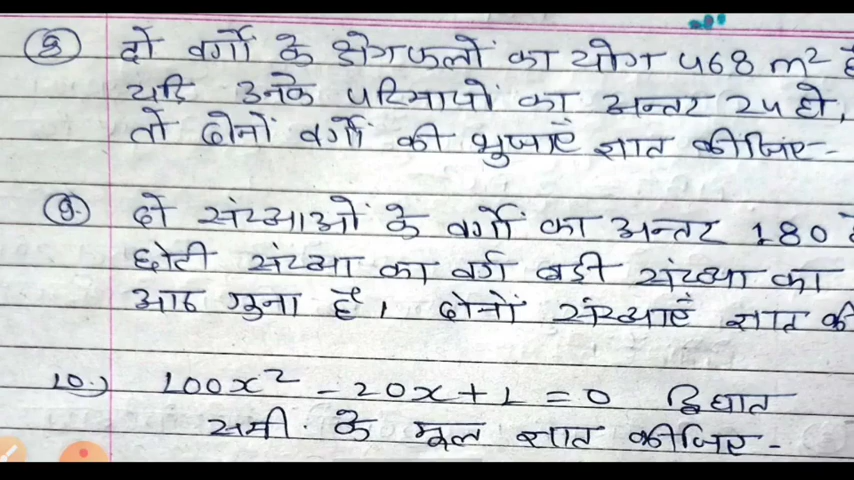 8 दो वर्गों के क्षेत्रफलों का योग 468 m² है
यदि उनके परिमापों का अन्तर 24 हो,
तो दोनों वर्गों की भुजाएँ ज्ञात कीजिए-
9. दो संख्याओं के वर्गों का अन्तर 180 है
छोटी संख्या का वर्ग बड़ी संख्या का
आठ गुना है, दोनों संख्याएँ ज्ञात की
10.) 100x² - 20x + 1 = 0 द्विघात
समी. के मूल ज्ञात कीजिए-